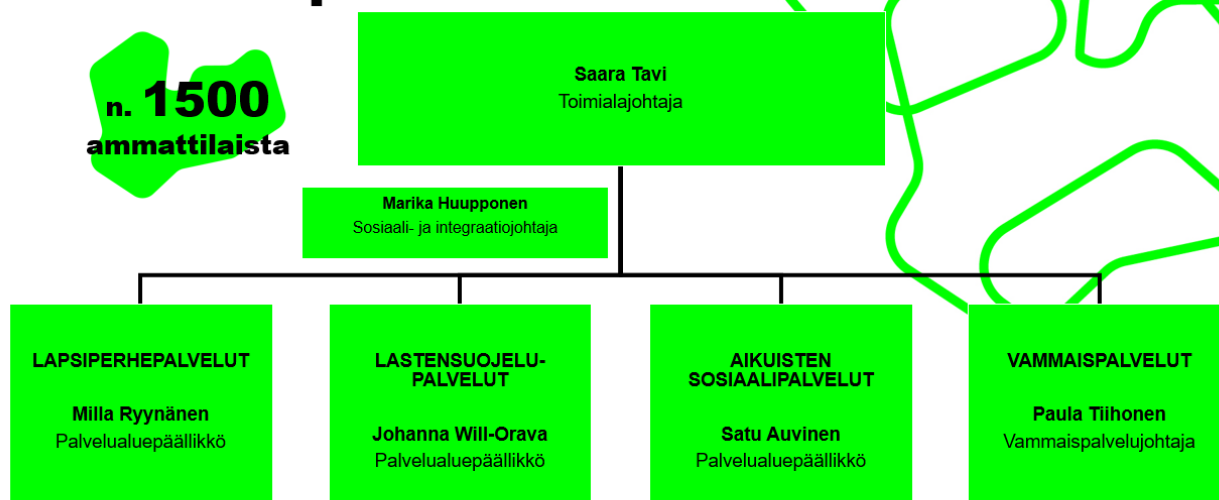 Saara Tavi
Toimialajohtaja
n. 1500
ammattilaista
Marika Huupponen
Sosiaali- ja integraatiojohtaja
LAPSIPERHEPALVELUT
Milla Ryynänen
Palvelualuepäällikkö
LASTENSUOJELU-
PALVELUT
Johanna Will-Orava
Palvelualuepäällikkö
AIKUISTEN
SOSIAALIPALVELUT
Satu Auvinen
Palvelualuepäällikkö
VAMMAISPALVELUT
Paula Tiihonen
Vammaispalvelujohtaja